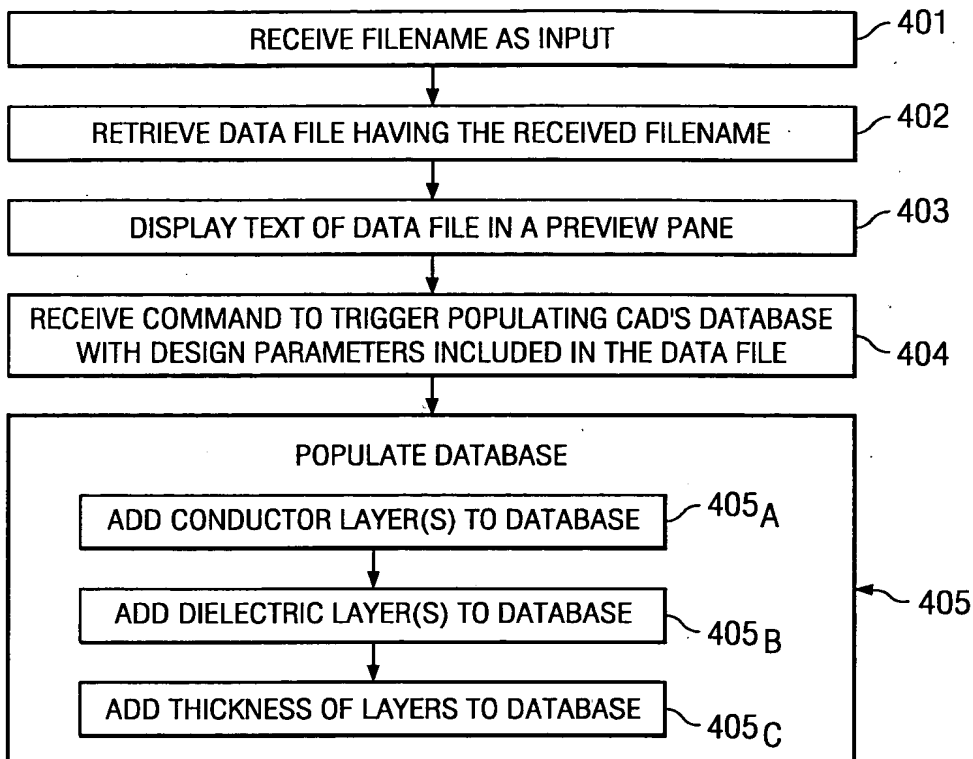 RECEIVE FILENAME AS INPUT
401
RETRIEVE DATA FILE HAVING THE RECEIVED FILENAME
402
DISPLAY TEXT OF DATA FILE IN A PREVIEW PANE
403
RECEIVE COMMAND TO TRIGGER POPULATING CAD'S DATABASE
WITH DESIGN PARAMETERS INCLUDED IN THE DATA FILE
404
POPULATE DATABASE
ADD CONDUCTOR LAYER(S) TO DATABASE
405A
ADD DIELECTRIC LAYER(S) TO DATABASE
405B
ADD THICKNESS OF LAYERS TO DATABASE
405C
405